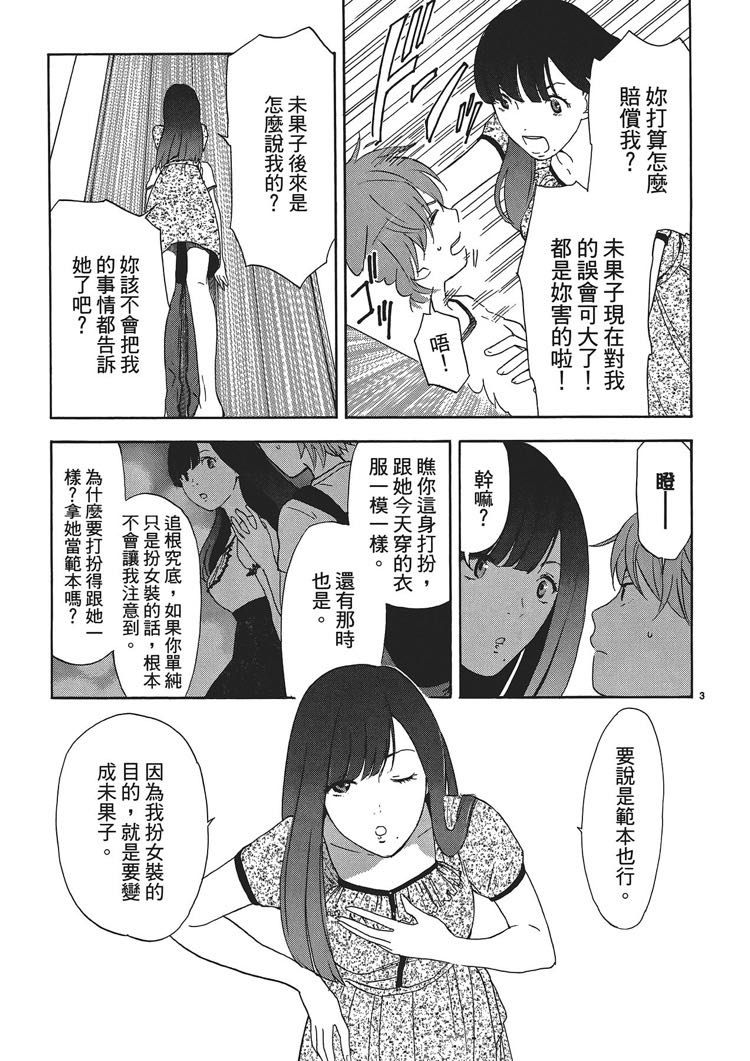 妳打算怎麼
賠償我？
未果子現在對我
的誤會可大了！
都是妳害的啦！
ドドンッ
唔！
ガッ
未果子後來是
怎麼說我的？
妳該不會把我
的事情都告訴
她了吧？
瞪——
幹嘛？
瞧你這身打扮，
跟她今天穿的衣
服一模一樣。
還有那時
也是。
追根究底，如果你單純
只是扮女裝的話，根本
不會讓我注意到。
為什麼要打扮得跟她一
樣？拿她當範本嗎？
3
要說是範本也行。
因為我扮女裝的
目的，就是要變
成未果子。